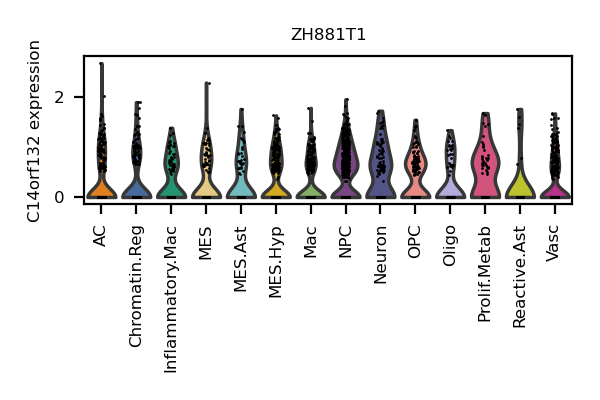 ZH881T1
C14orf132 expression
2
0
AC
Chromatin.Reg
Inflammatory.Mac
MES
MES.Ast
MES.Hyp
Mac
NPC
Neuron
OPC
Oligo
Prolif.Metab
Reactive.Ast
Vasc